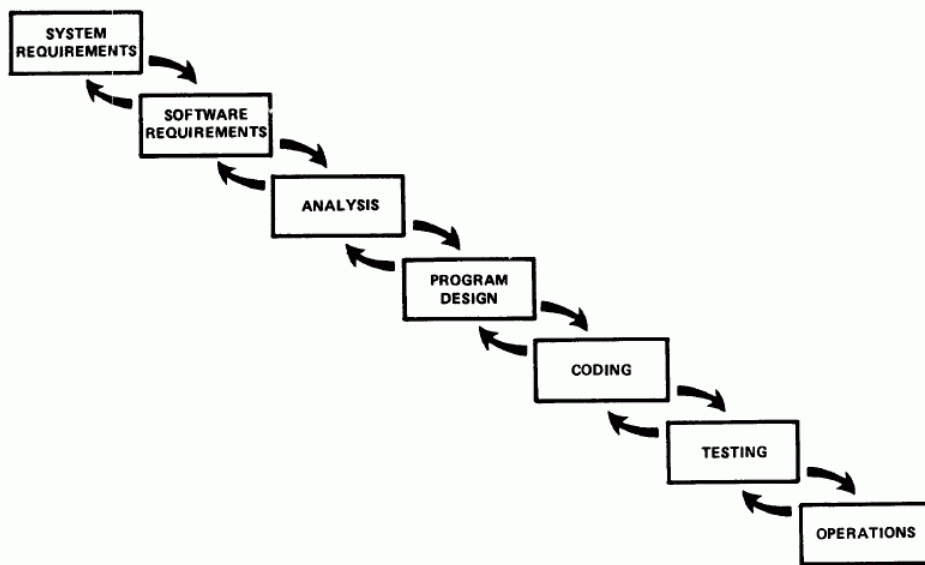 SYSTEM
REQUIREMENTS
SOFTWARE
REQUIREMENTS
ANALYSIS
PROGRAM
DESIGN
CODING
TESTING
OPERATIONS